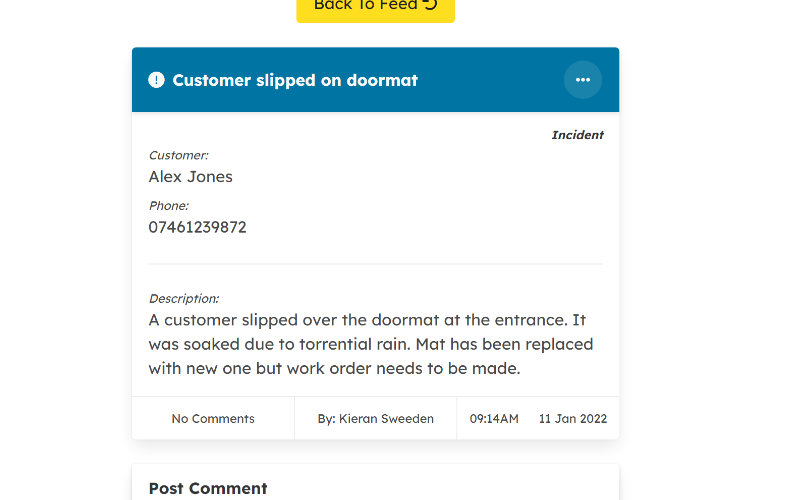 Back To Feed
Customer slipped on doormat
Incident
Customer:
Alex Jones
Phone:
07461239872
Description:
A customer slipped over the doormat at the entrance. It
was soaked due to torrential rain. Mat has been replaced
with new one but work order needs to be made.
No Comments
By: Kieran Sweeden
09:14AM
11 Jan 2022
Post Comment